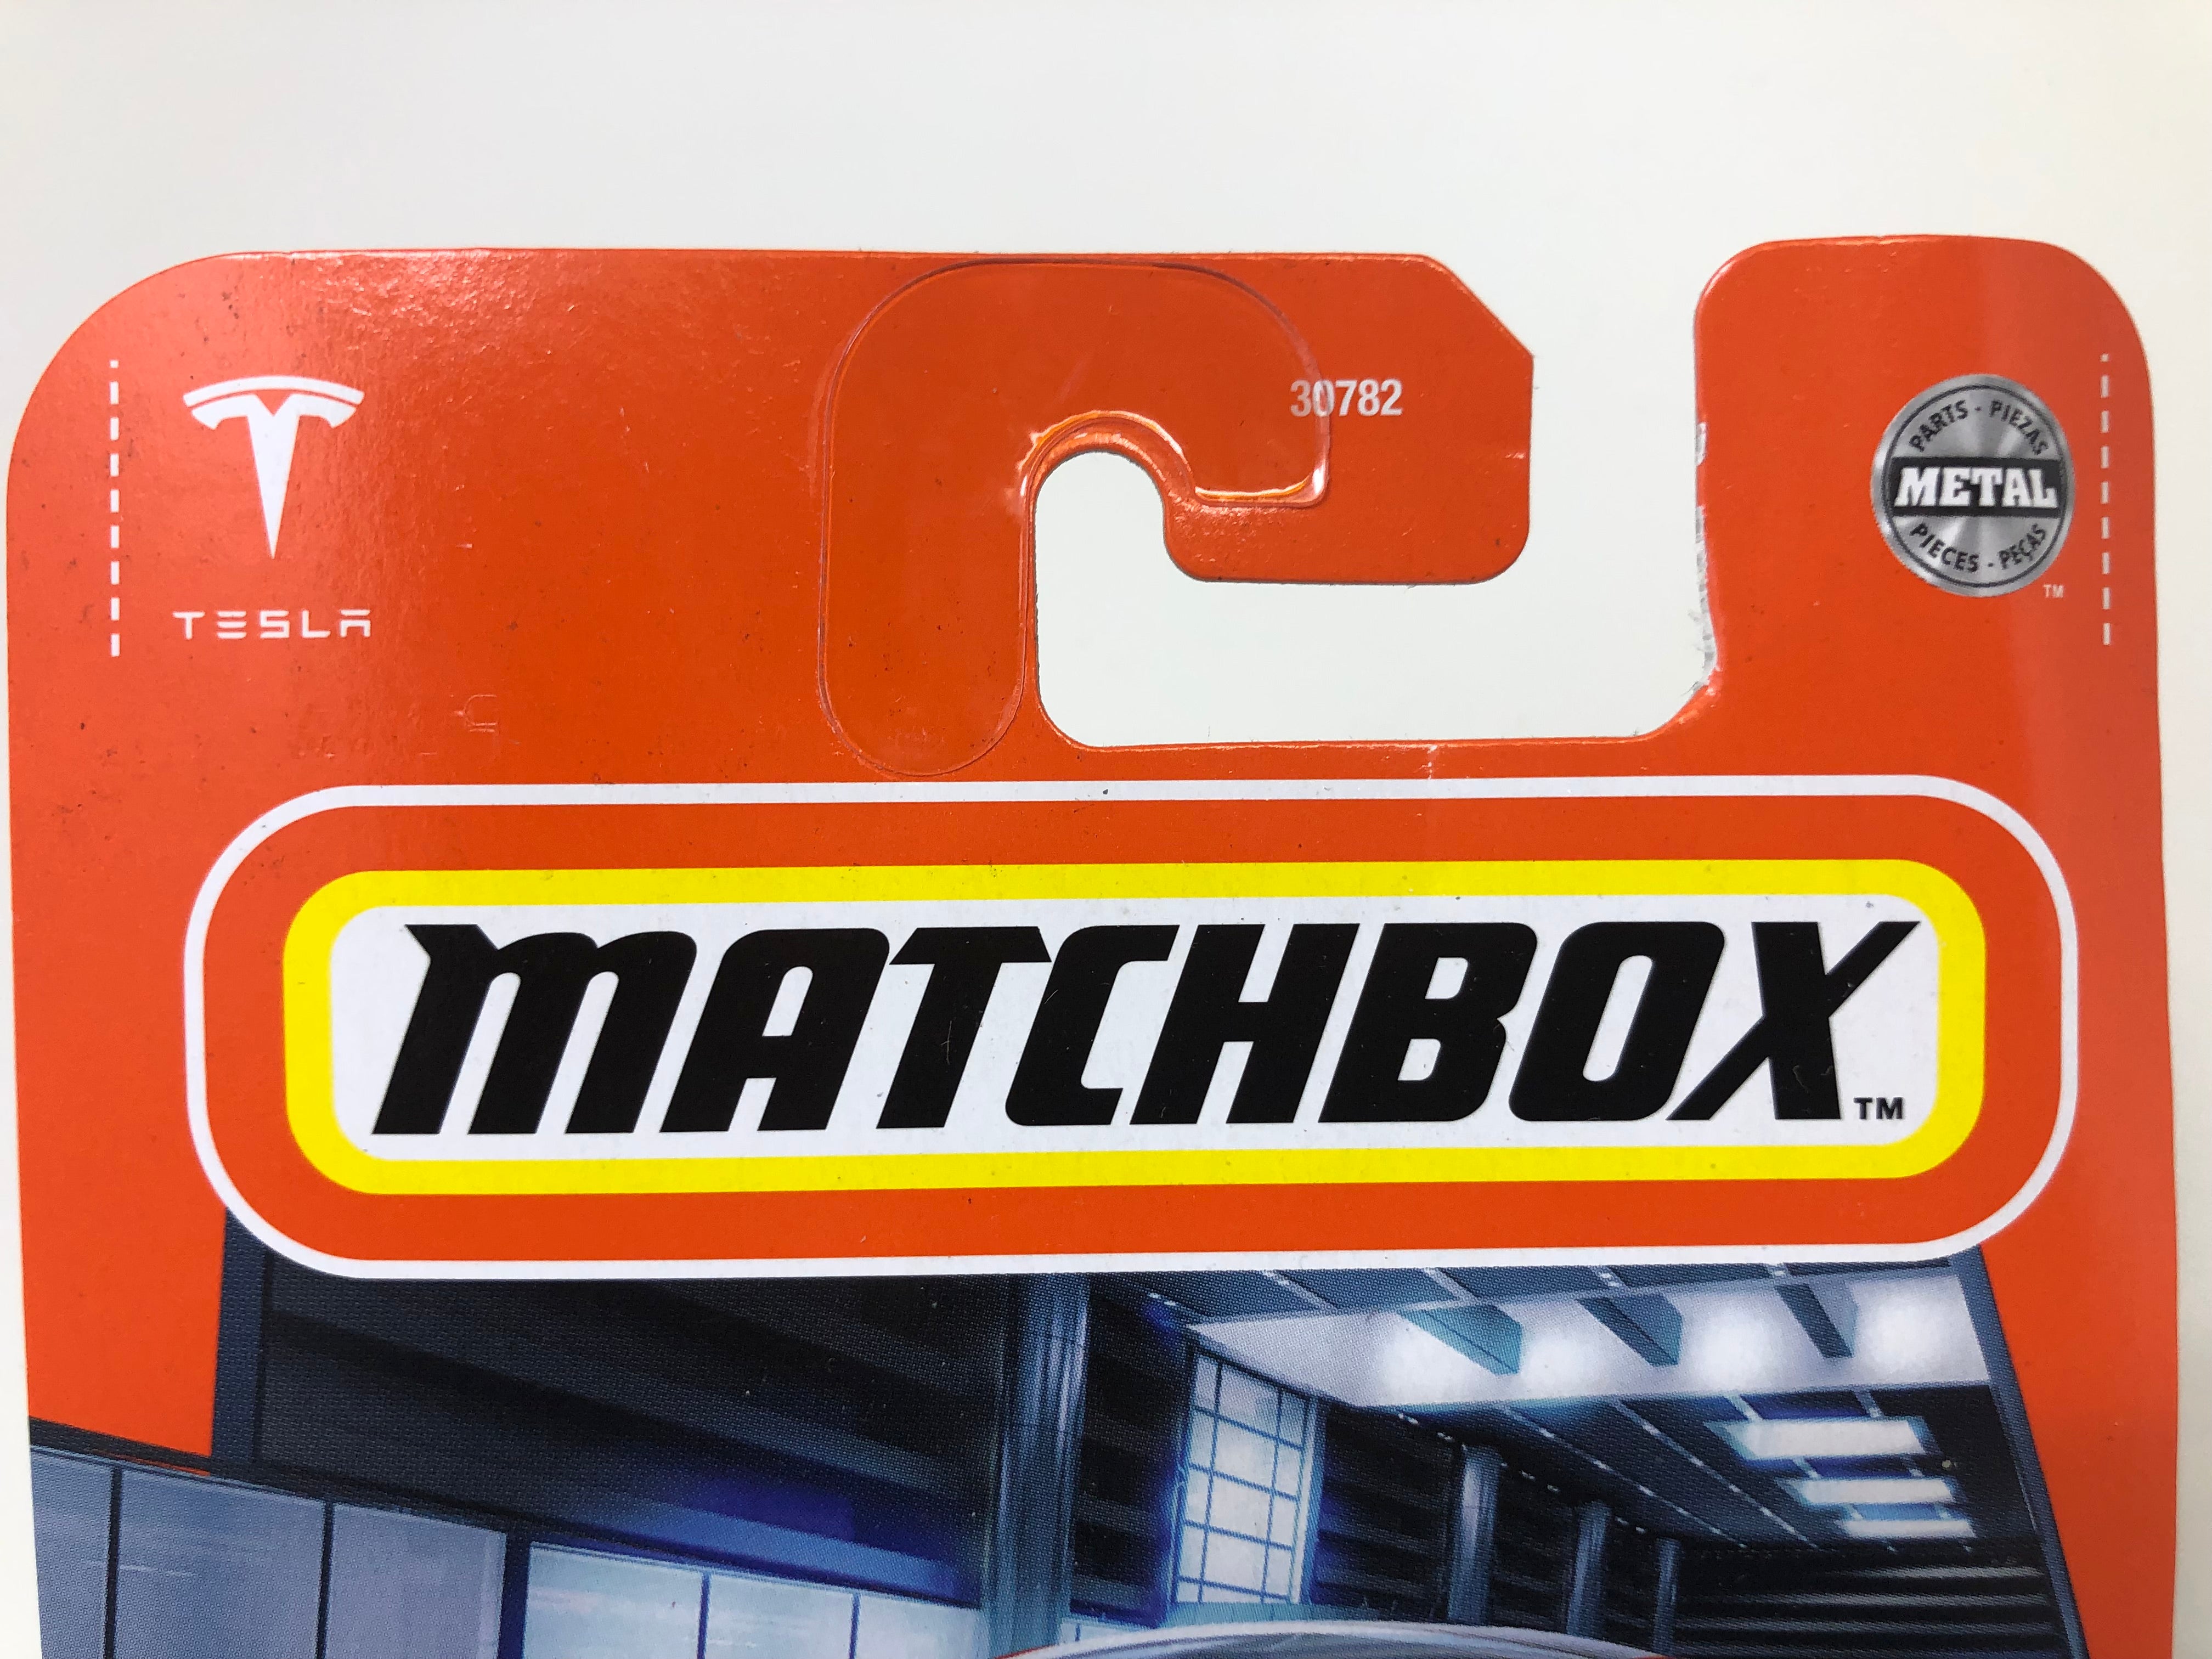 30782
TESLA
PARTS - PIEZAS
METAL
PIECES - PEÇAS
TM
MATCHBOX TM